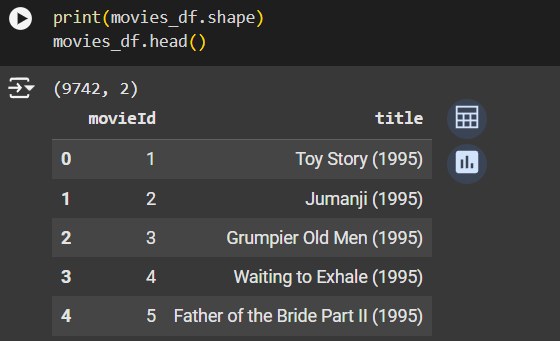 print(movies_df.shape)
movies_df.head()
(9742, 2)
movieId title
0 1 Toy Story (1995)
1 2 Jumanji (1995)
2 3 Grumpier Old Men (1995)
3 4 Waiting to Exhale (1995)
4 5 Father of the Bride Part II (1995)